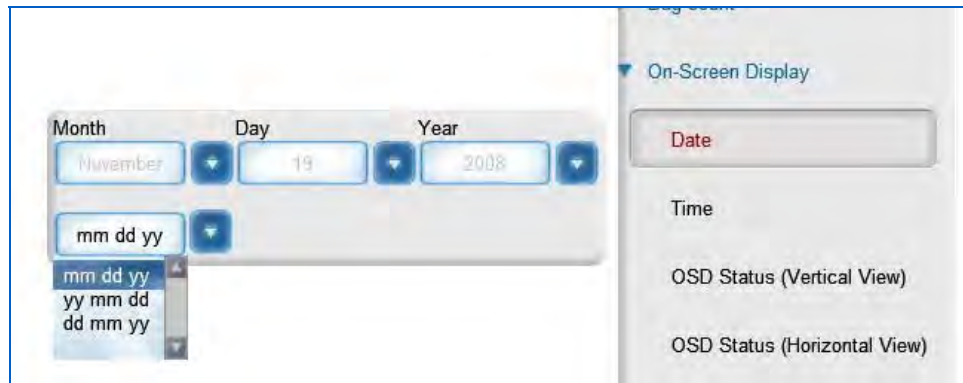 Month Day Year
November 19 2008
mm dd yy
mm dd yy
yy mm dd
dd mm yy
On-Screen Display
Date
Time
OSD Status (Vertical View)
OSD Status (Horizontal View)